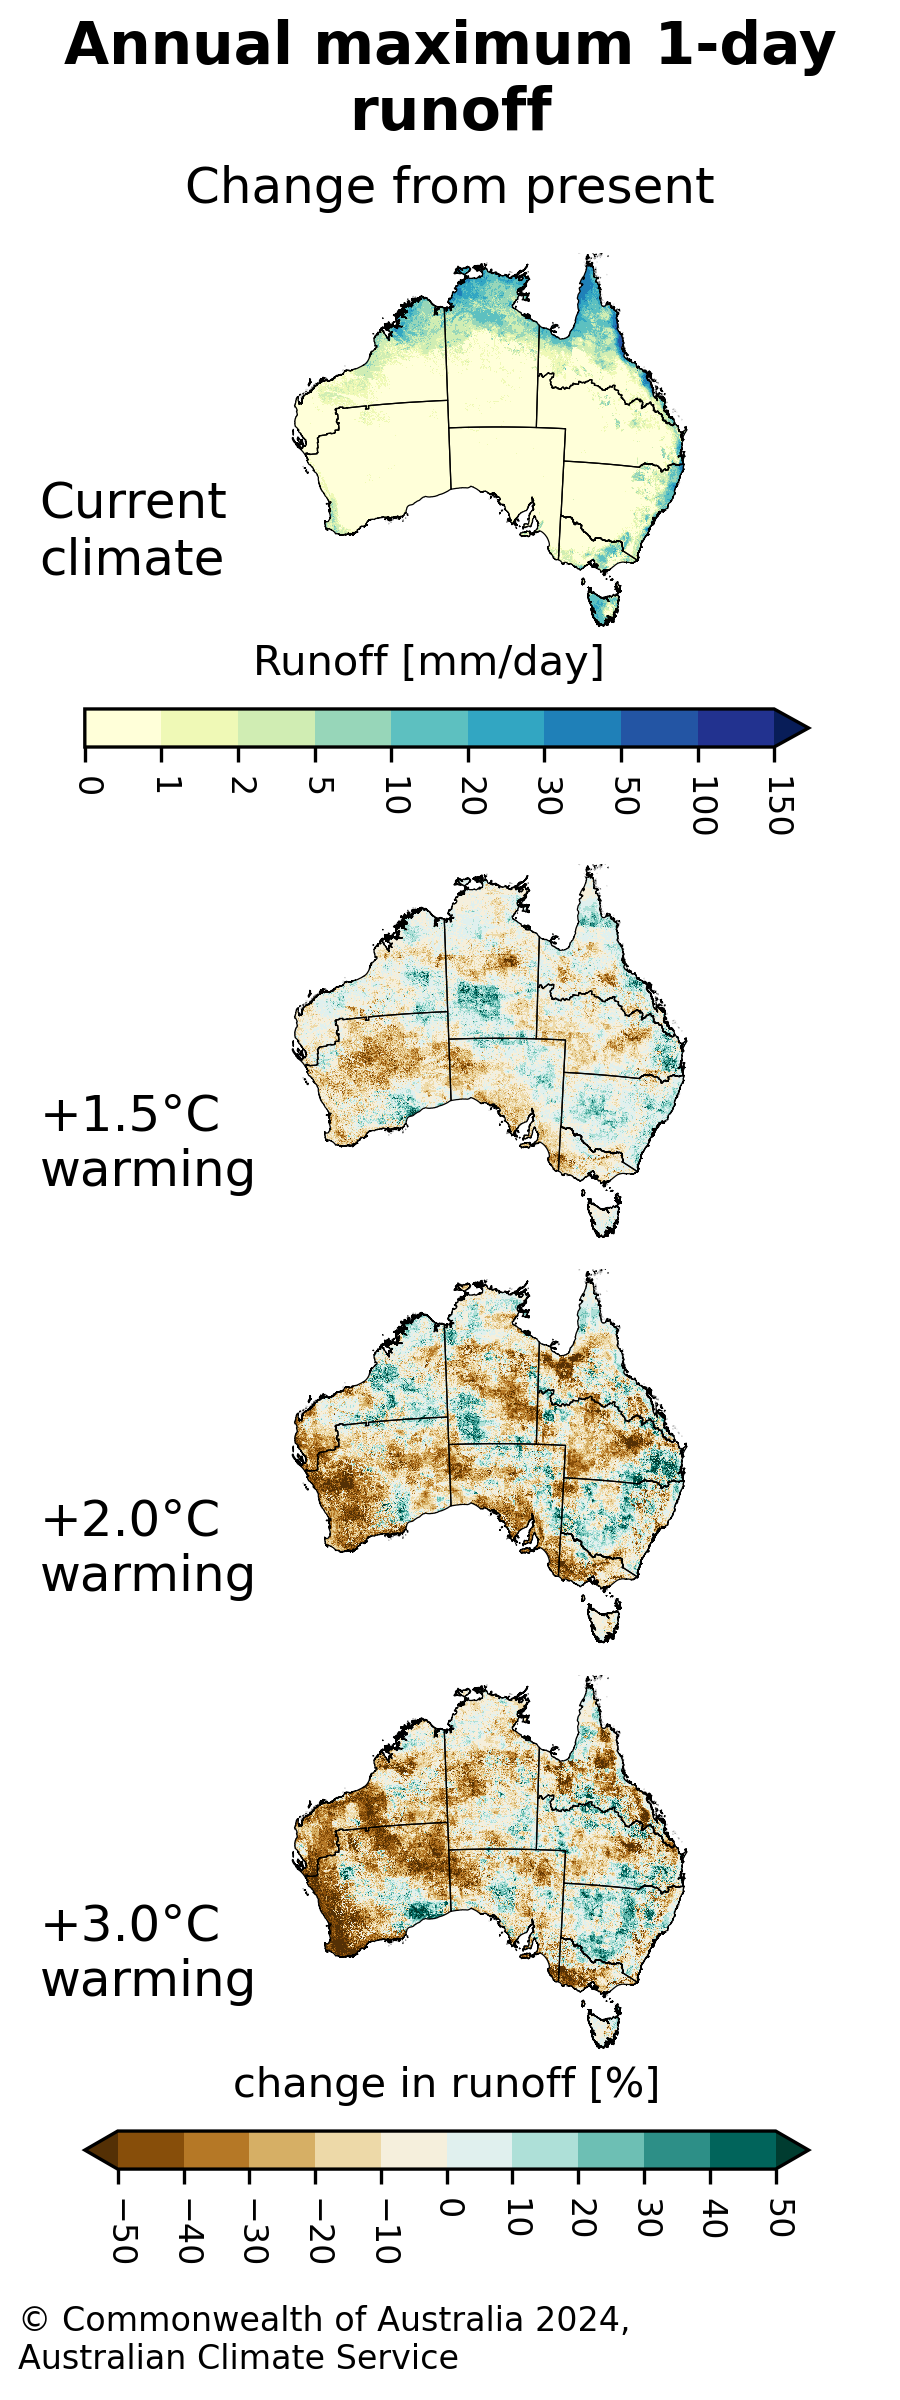 Annual maximum 1-day
runoff
Change from present
Current
climate
Runoff [mm/day]
0 1 2 5 10 20 30 50 100 150
+1.5°C
warming
+2.0°C
warming
+3.0°C
warming
change in runoff [%]
−50 −40 −30 −20 −10 0 10 20 30 40 50
© Commonwealth of Australia 2024,
Australian Climate Service